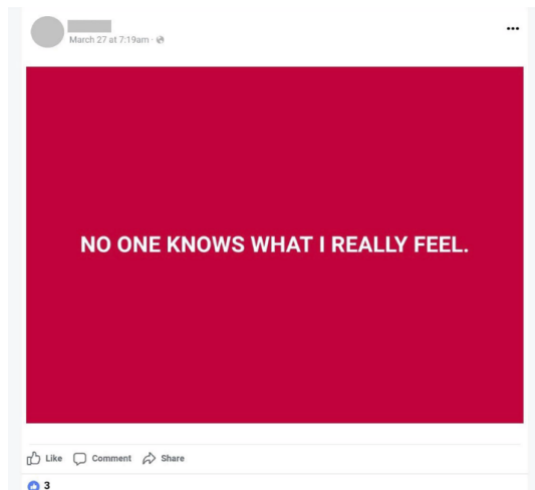 March 27 at 7:19am ·
NO ONE KNOWS WHAT I REALLY FEEL.
Like Comment Share
3